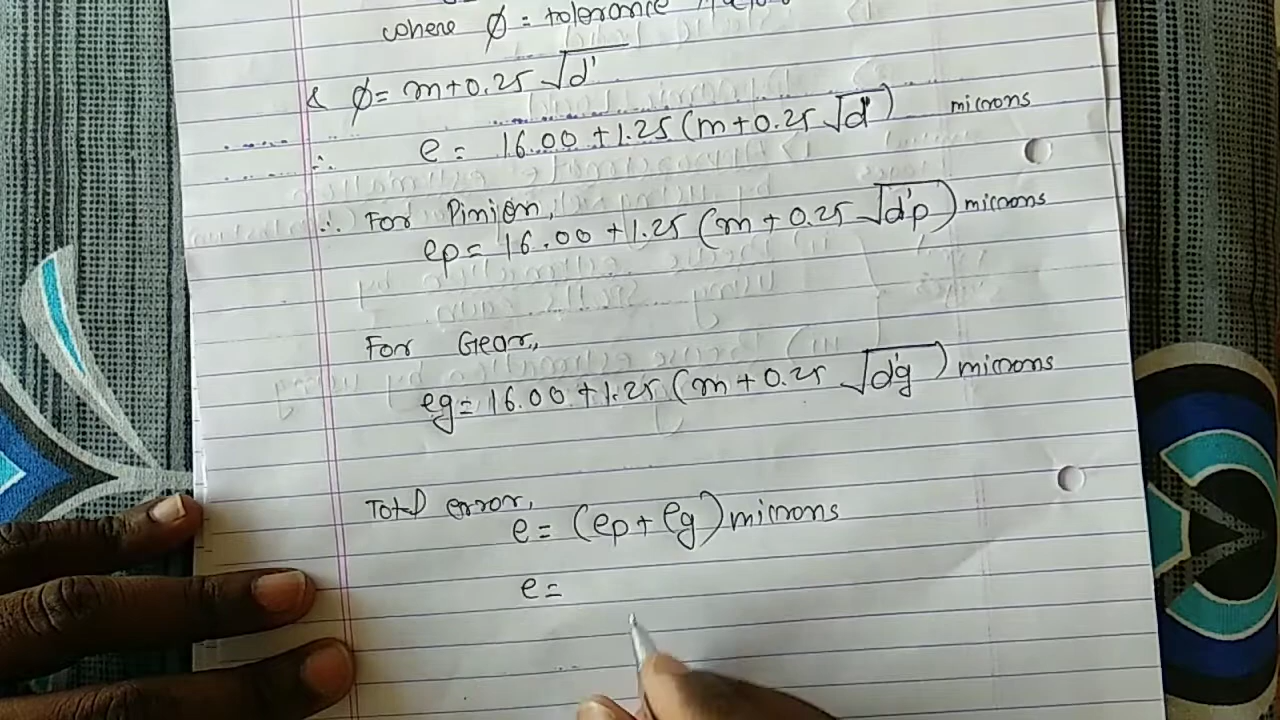 where φ = tolerance
& φ = m+0.25 √d'
∴ e = 16.00 +1.25 (m+0.25 √d') microns
∴ For Pinion,
ep = 16.00 +1.25 (m + 0.25 √d'p) microns
For Gear,
eg = 16.00 +1.25 (m + 0.25 √d'g) microns
Total error,
e = (ep + eg) microns
e =